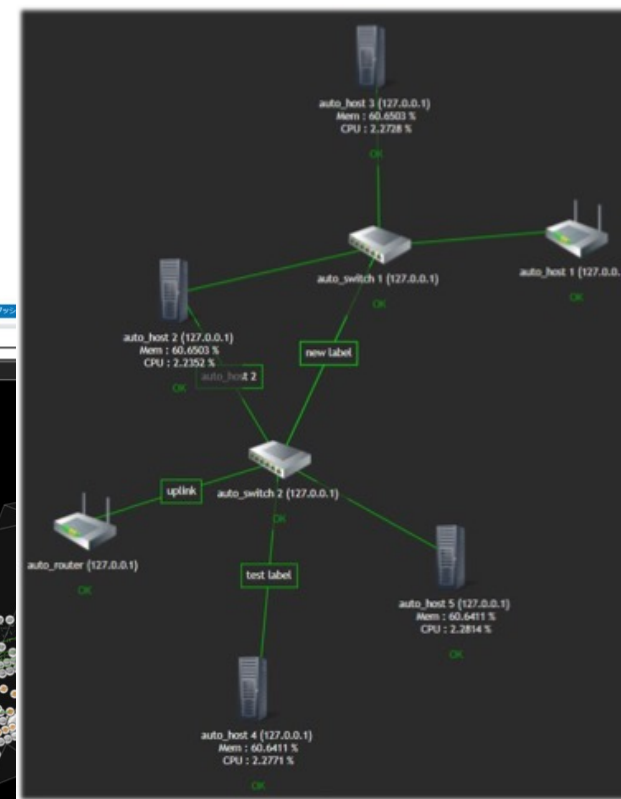 auto_host 3 (127.0.0.1)
Mem : 60.6503 %
CPU : 2.2728 %
OK
auto_switch 1 (127.0.0.1)
OK
auto_host 1 (127.0.0.
OK
auto_host 2 (127.0.0.1)
Mem : 60.6503 %
CPU : 2.2352 %
OK
auto_host 2
new label
uplink
auto_switch 2 (127.0.0.1)
OK
auto_router (127.0.0.1)
OK
test label
auto_host 5 (127.0.0.1)
Mem : 60.6411 %
CPU : 2.2814 %
OK
auto_host 4 (127.0.0.1)
Mem : 60.6411 %
CPU : 2.2771 %
OK